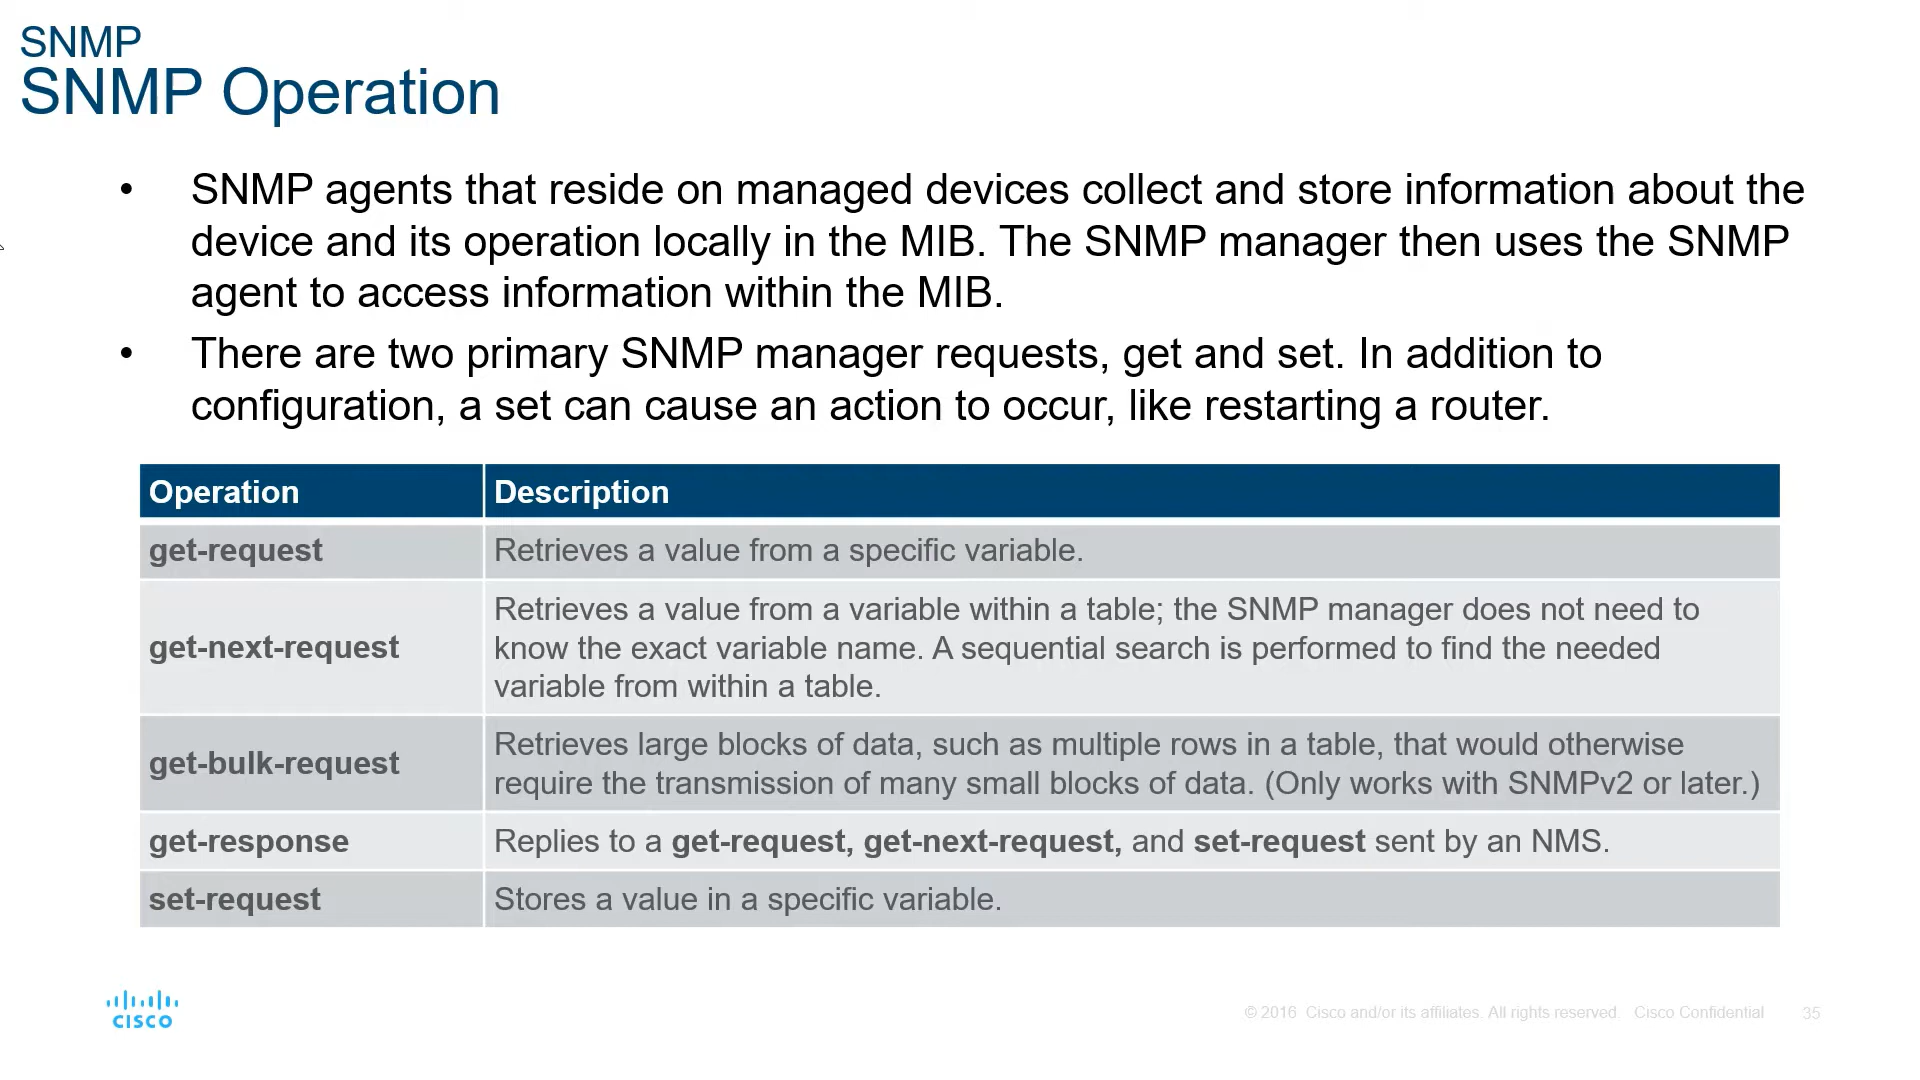 SNMP
SNMP Operation
• SNMP agents that reside on managed devices collect and store information about the
device and its operation locally in the MIB. The SNMP manager then uses the SNMP
agent to access information within the MIB.
• There are two primary SNMP manager requests, get and set. In addition to
configuration, a set can cause an action to occur, like restarting a router.
Operation Description
get-request Retrieves a value from a specific variable.
get-next-request Retrieves a value from a variable within a table; the SNMP manager does not need to
know the exact variable name. A sequential search is performed to find the needed
variable from within a table.
get-bulk-request Retrieves large blocks of data, such as multiple rows in a table, that would otherwise
require the transmission of many small blocks of data. (Only works with SNMPv2 or later.)
get-response Replies to a get-request, get-next-request, and set-request sent by an NMS.
set-request Stores a value in a specific variable.
CISCO
© 2016 Cisco and/or its affiliates. All rights reserved. Cisco Confidential 35